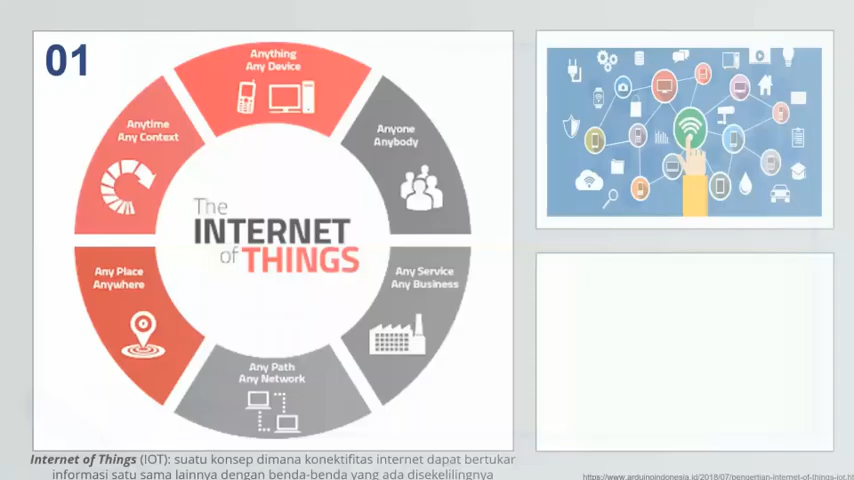 01
Anything
Any Device
Anytime
Any Context
Anyone
Anybody
The
INTERNET
of THINGS
Any Place
Anywhere
Any Service
Any Business
Any Path
Any Network
Internet of Things (IOT): suatu konsep dimana konektifitas internet dapat bertukar
informasi satu sama lainnya dengan benda-benda yang ada disekelilingnya
https://www.arduinoindonesia.id/2018/07/pengertian-internet-of-things-iot.ht